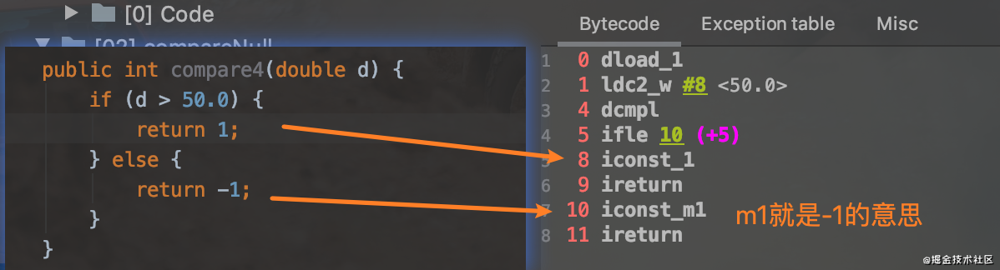 [0] Code
[02] compareNull
public int compare4(double d) {
if (d > 50.0) {
return 1;
} else {
return -1;
}
}
Bytecode Exception table Misc
1 0 dload_1
2 1 ldc2_w #8 <50.0>
3 4 dcmpl
4 5 ifle 10 (+5)
5 8 iconst_1
6 9 ireturn
7 10 iconst_m1
8 11 ireturn
m1就是-1的意思
@掘金技术社区